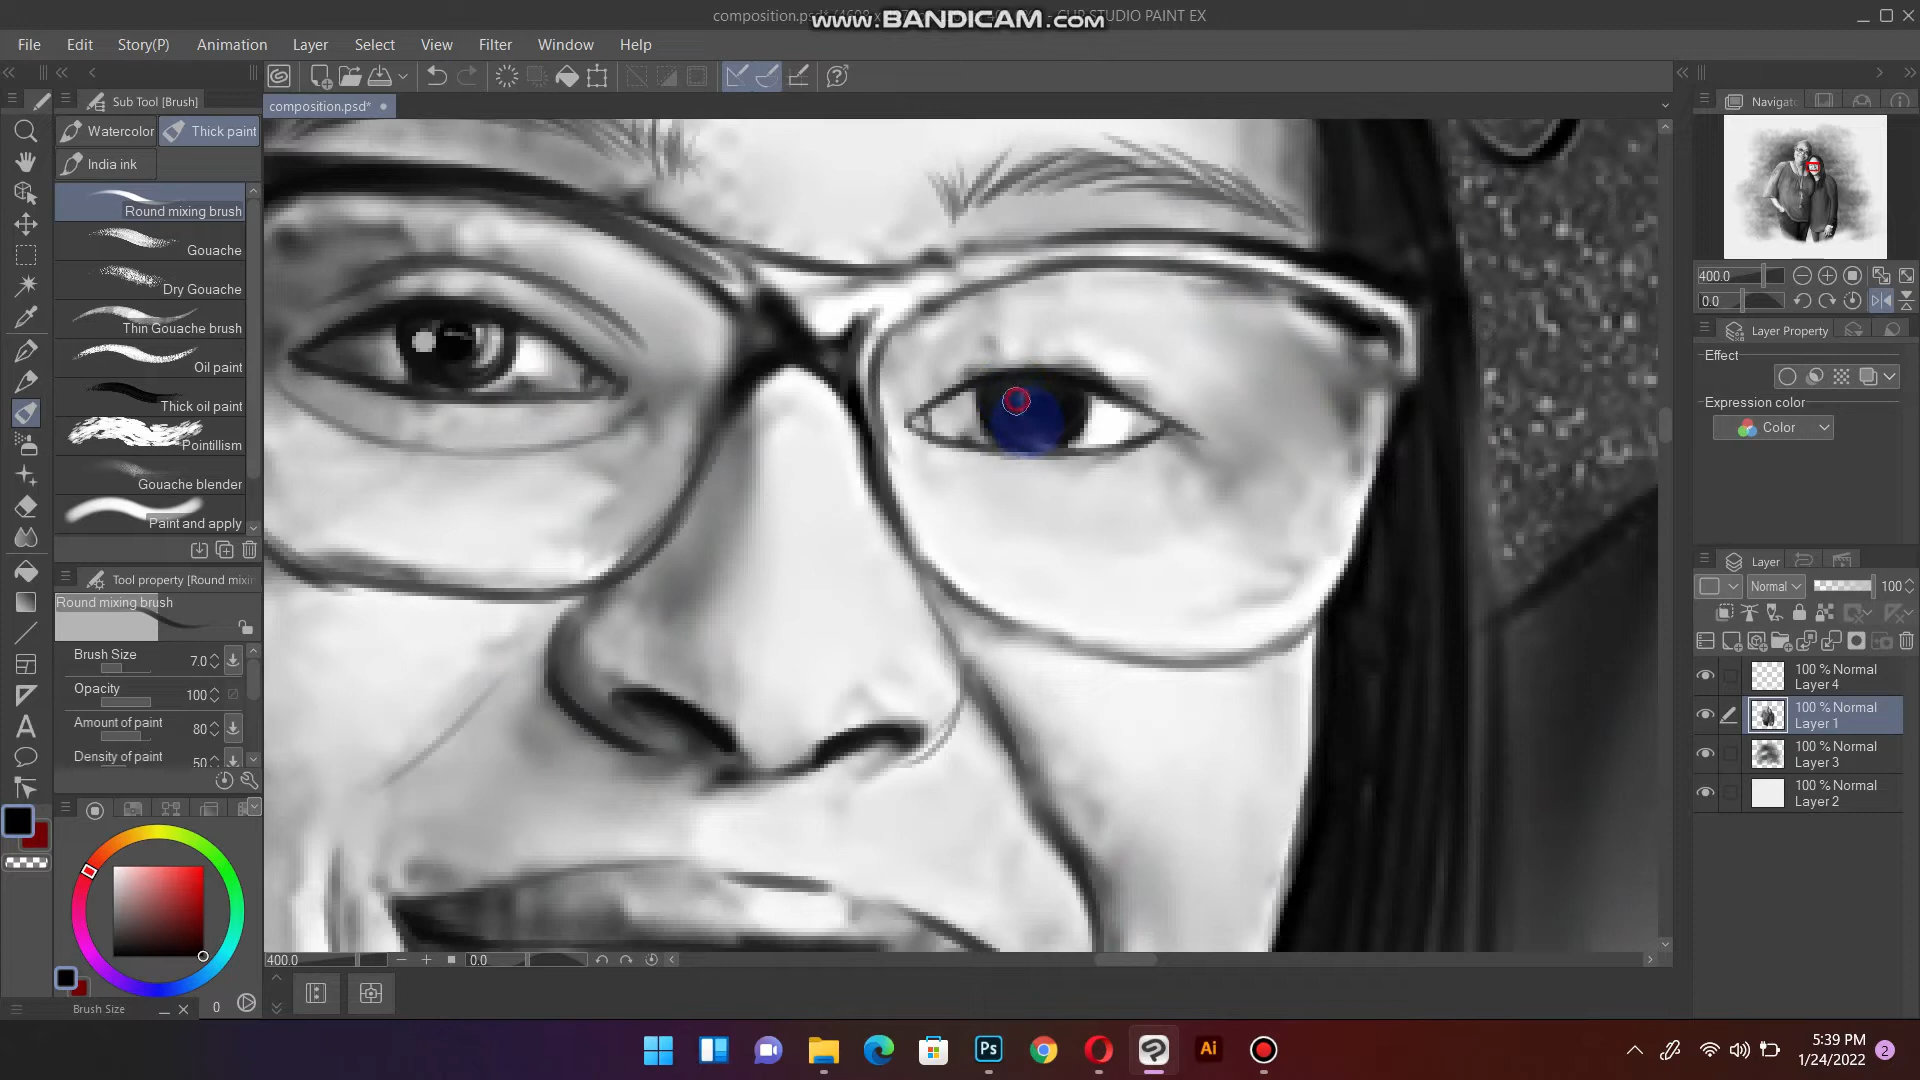 composition.psd
CLIP STUDIO PAINT EX
www.BANDICAM.com
File Edit Story(P) Animation Layer Select View Filter Window Help
Sub Tool [Brush]
composition.psd*
Watercolor
Thick paint
India ink
Round mixing brush
Gouache
Dry Gouache
Thin Gouache brush
Oil paint
Thick oil paint
Pointillism
Gouache blender
Paint and apply
Tool property [Round mixi
Round mixing brush
Brush Size 7.0
Opacity 100
Amount of paint 80
Density of paint 50
0
Brush Size
400.0 0.0
Navigat
400.0
0.0
Layer Property
Effect
Expression color
Color
Layer
Normal 100
100 % Normal
Layer 4
100 % Normal
Layer 1
100 % Normal
Layer 3
100 % Normal
Layer 2
Ps
Ai
5:39 PM
1/24/2022
2